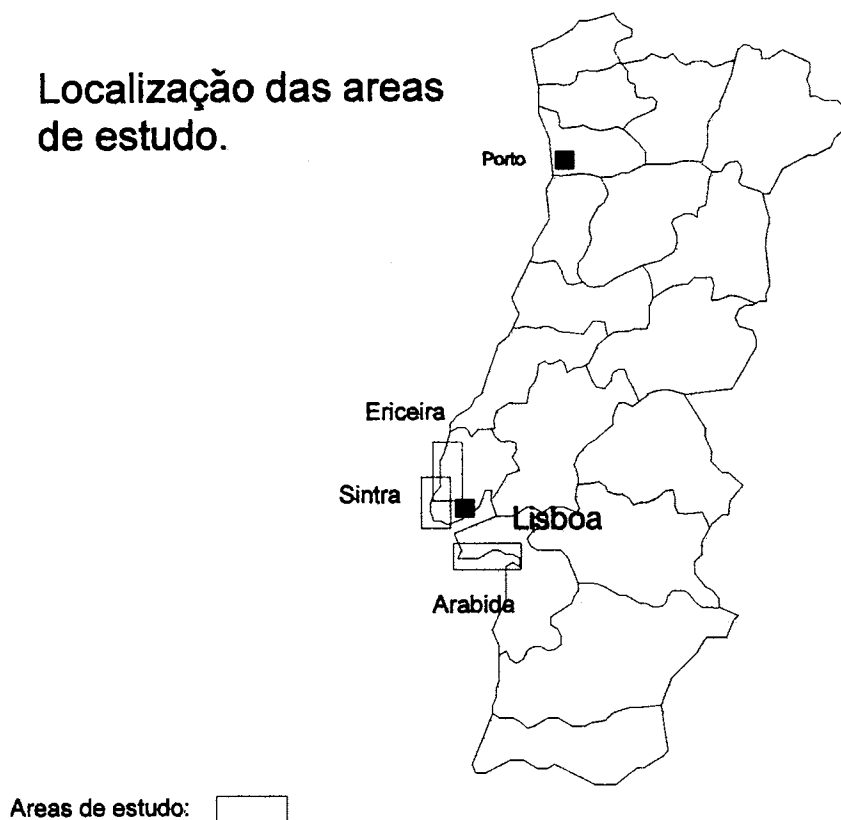 Localização das areas
de estudo.
Porto
Ericeira
Sintra
Lisboa
Arabida
Areas de estudo: